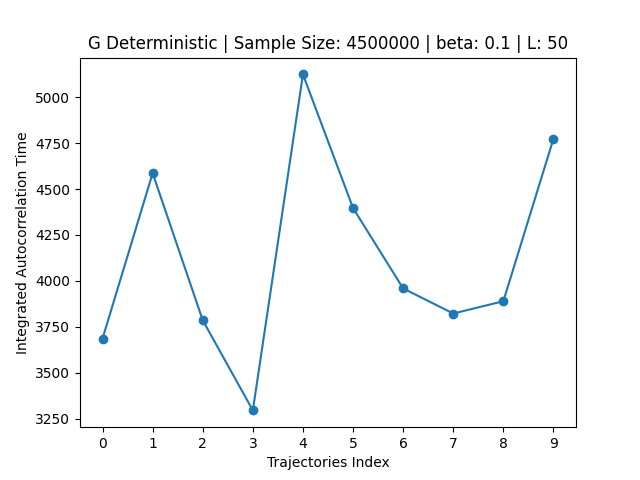 G Deterministic | Sample Size: 4500000 | beta: 0.1 | L: 50
Integrated Autocorrelation Time
5000
4750
4500
4250
4000
3750
3500
3250
0 1 2 3 4 5 6 7 8 9
Trajectories Index